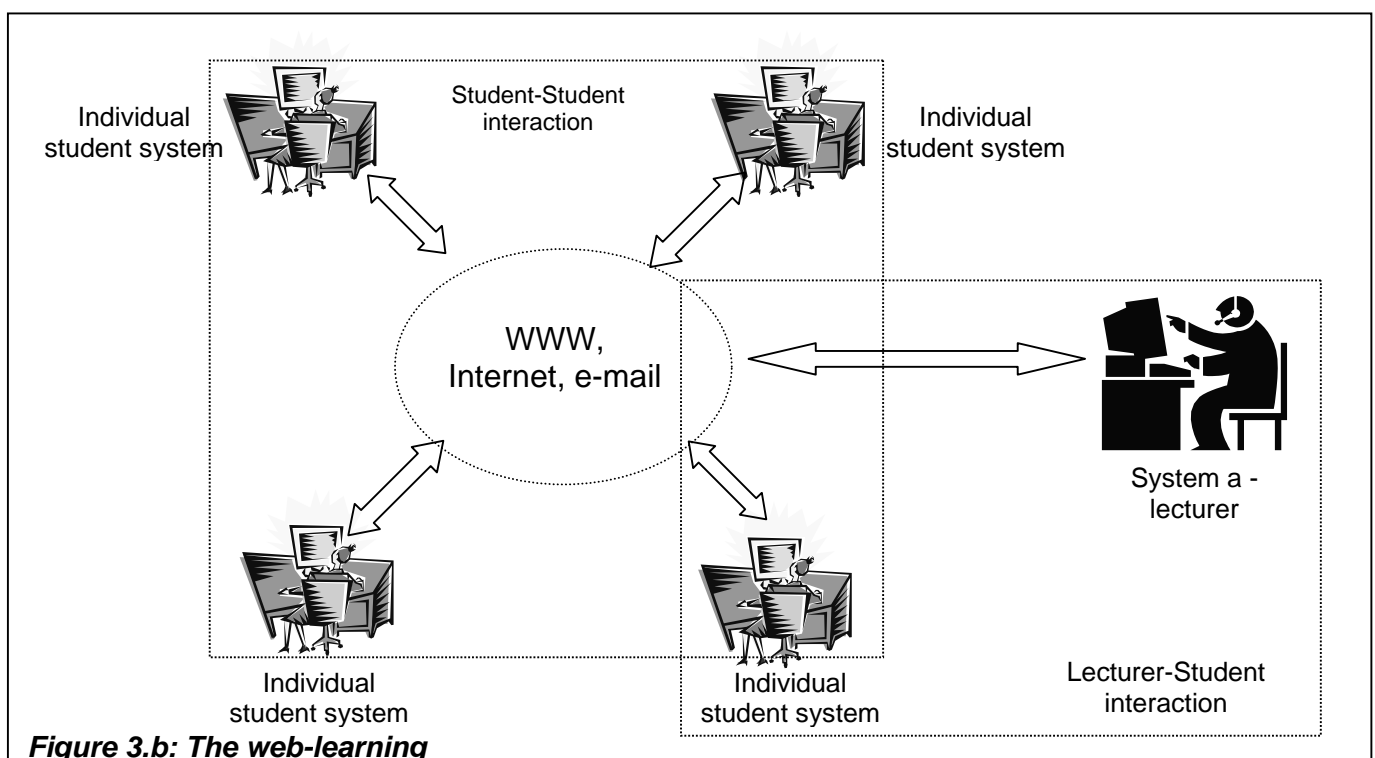 Individual
student system
Student-Student
interaction
Individual
student system
WWW,
Internet, e-mail
System a -
lecturer
Individual
student system
Individual
student system
Lecturer-Student
interaction
Figure 3.b: The web-learning